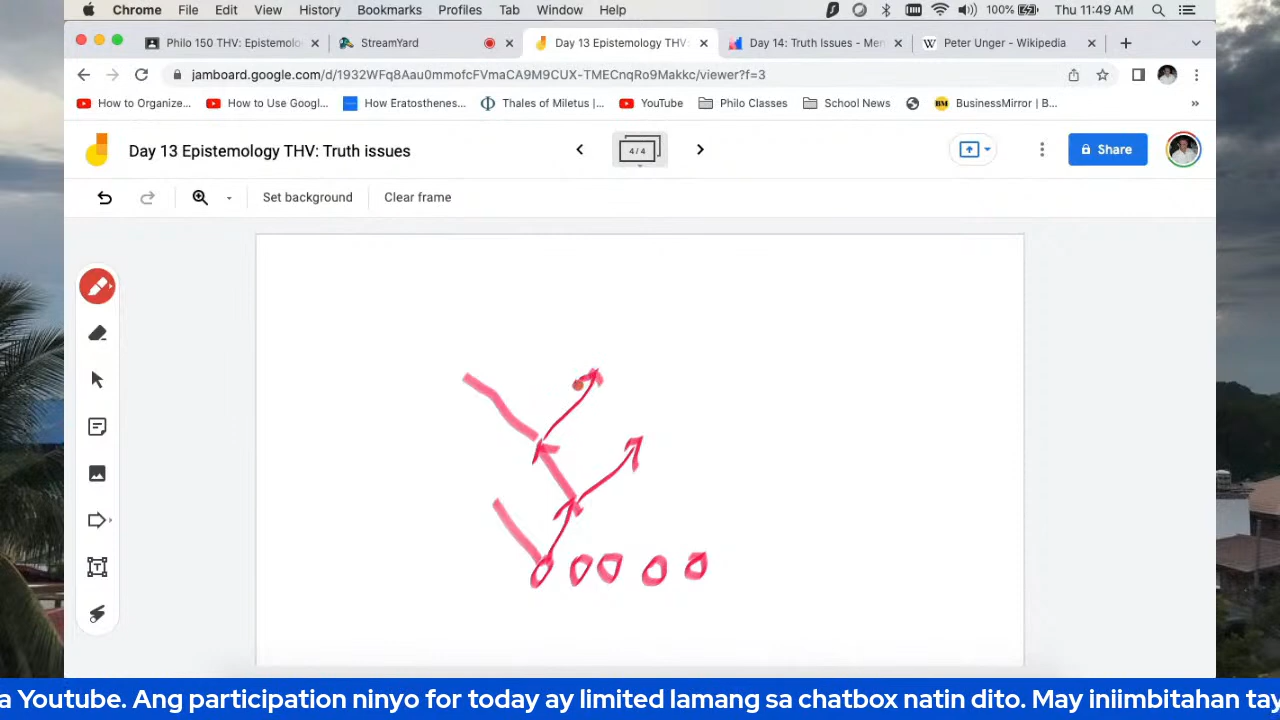 Chrome File Edit View History Bookmarks Profiles Tab Window Help 100% Thu 11:49 AM
Philo 150 THV: Epistemolo
StreamYard
Day 13 Epistemology THV:
Day 14: Truth Issues - Men
Peter Unger - Wikipedia
jamboard.google.com/d/1932WFq8Aau0mmofcFVmaCA9M9CUX-TMECnqRo9Makkc/viewer?f=3
How to Organize... How to Use Googl... How Eratosthenes... Thales of Miletus |... YouTube Philo Classes School News BM BusinessMirror | B... »
Day 13 Epistemology THV: Truth issues
4/4
Share
Set background Clear frame
a Youtube. Ang participation ninyo for today ay limited lamang sa chatbox natin dito. May iniimbitahan tay